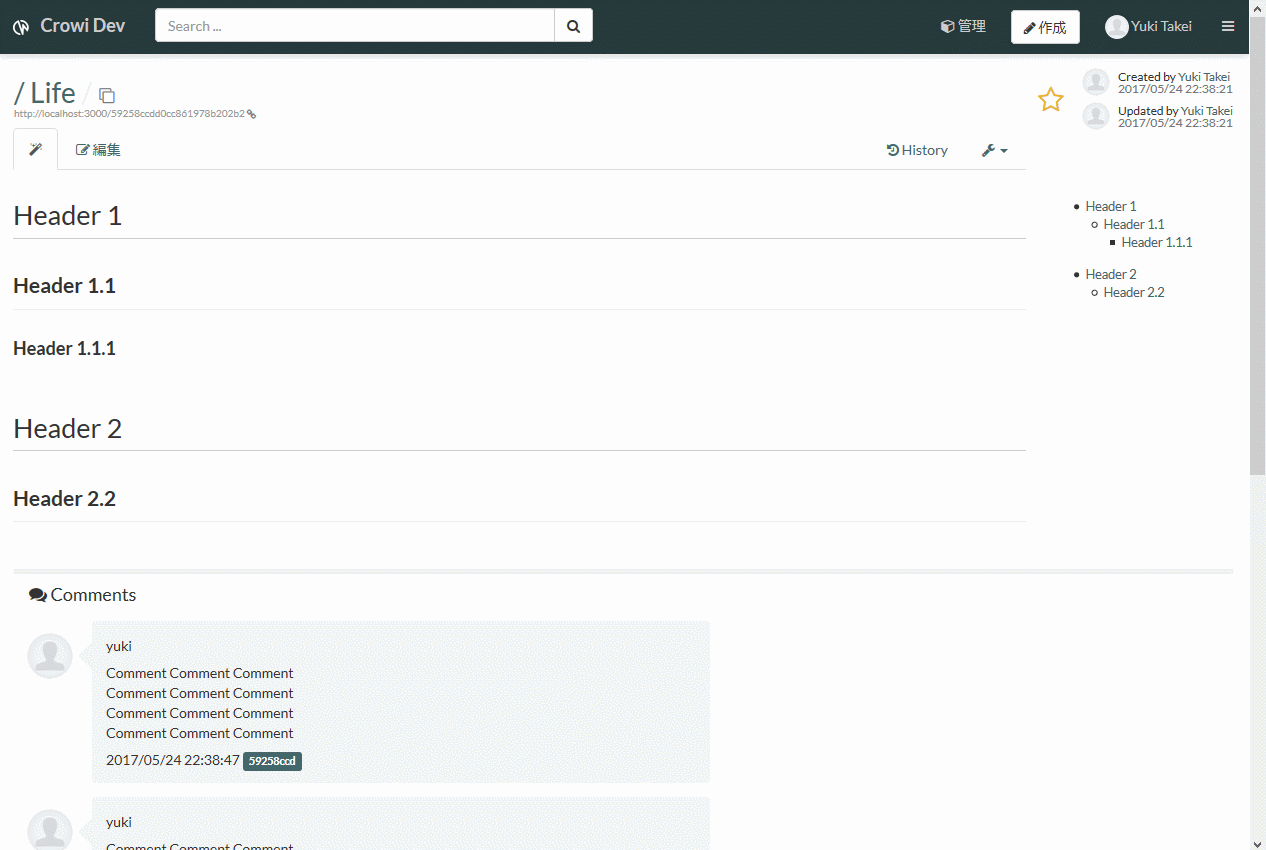 Crowi Dev
Search ...
管理
作成
Yuki Takei
/ Life /
http://localhost:3000/59258ccdd0cc861978b202b2
Created by Yuki Takei
2017/05/24 22:38:21
Updated by Yuki Takei
2017/05/24 22:38:21
編集
History
Header 1
Header 1.1
Header 1.1.1
Header 2
Header 2.2
Header 1
Header 1.1
Header 1.1.1
Header 2
Header 2.2
Comments
yuki
Comment Comment Comment
Comment Comment Comment
Comment Comment Comment
Comment Comment Comment
2017/05/24 22:38:47 59258ccd
yuki
Comment Comment Comment